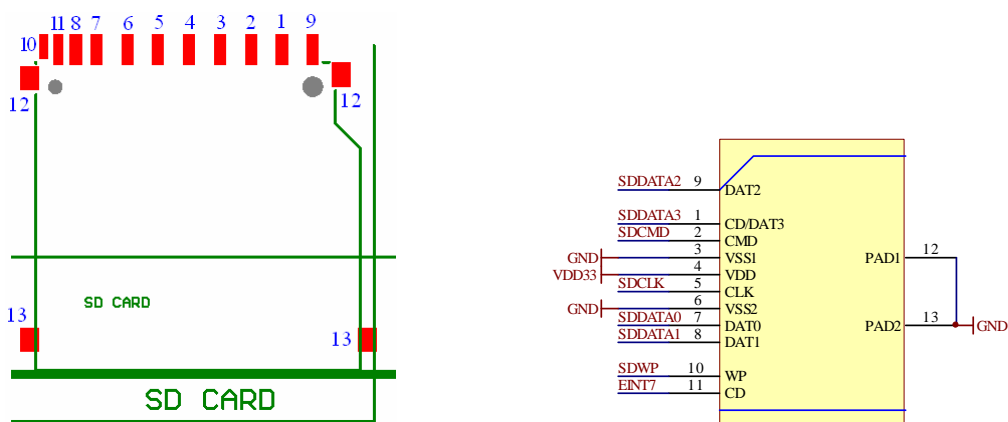 10 11 8 7 6 5 4 3 2 1 9
12 12
SD CARD
13 13
SD CARD
SDDATA2 9 DAT2
SDDATA3 1 CD/DAT3
SDCMD 2 CMD
GND 3 VSS1 PAD1 12
VDD33 4 VDD
SDCLK 5 CLK
GND 6 VSS2
SDDATA0 7 DAT0 PAD2 13 GND
SDDATA1 8 DAT1
SDWP 10 WP
EINT7 11 CD